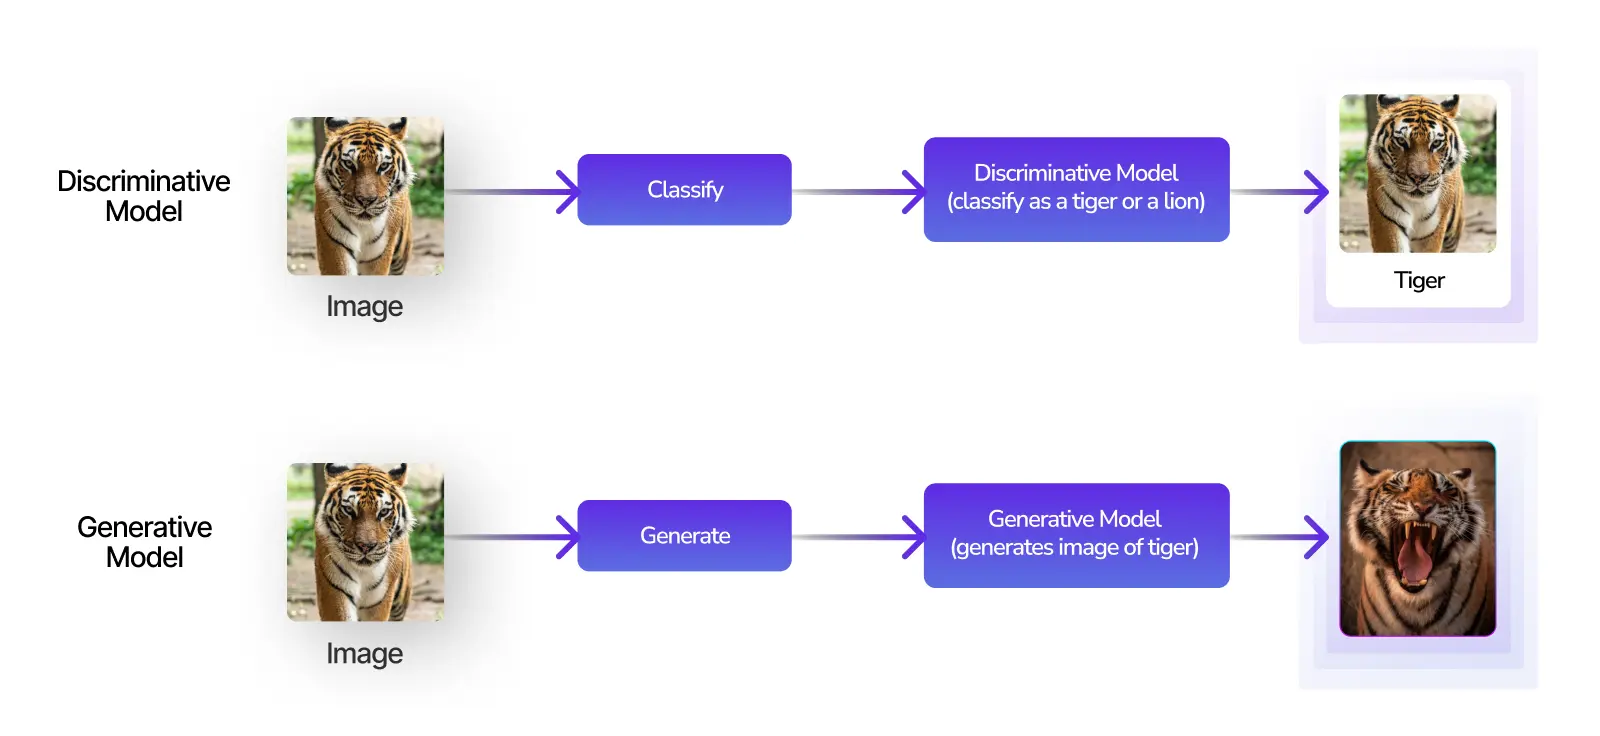 Discriminative
Model
Image
Classify
Discriminative Model
(classify as a tiger or a lion)
Tiger
Generative
Model
Image
Generate
Generative Model
(generates image of tiger)